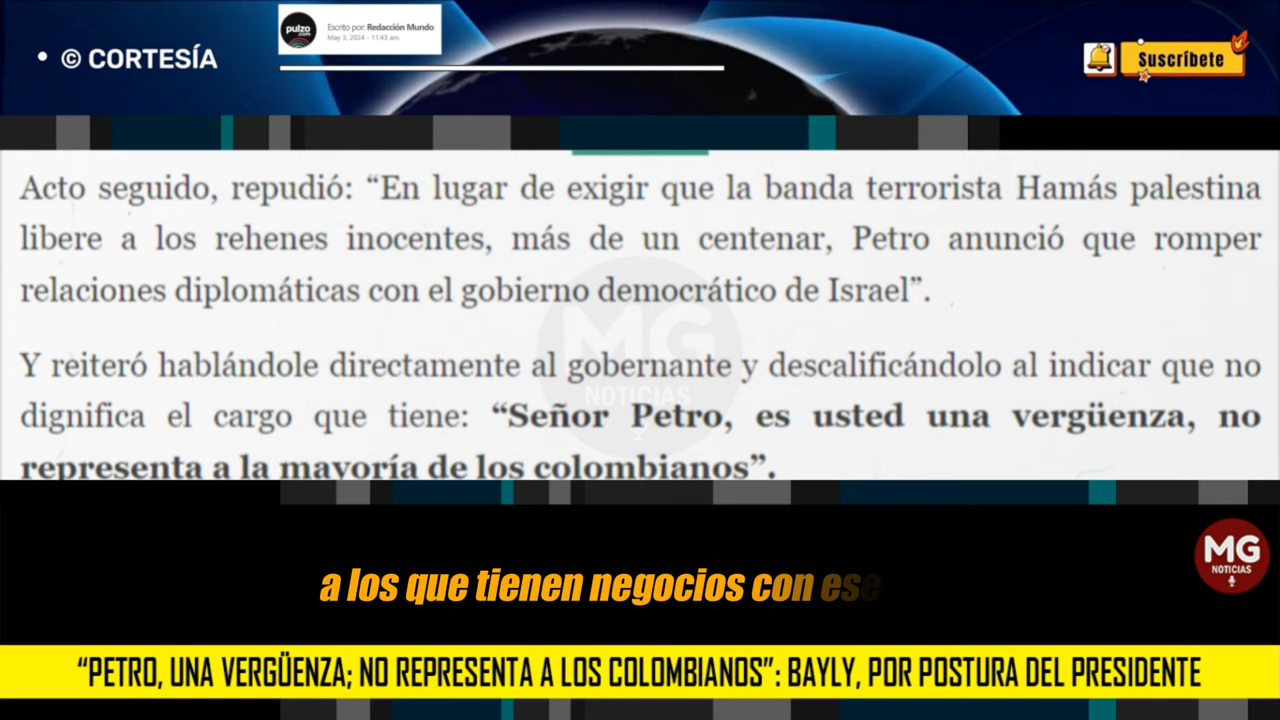 • © CORTESÍA
pulzo
.com
Escrito por: Redacción Mundo
May 3, 2024 - 11:43 am
Suscríbete
Acto seguido, repudió: “En lugar de exigir que la banda terrorista Hamás palestina
libere a los rehenes inocentes, más de un centenar, Petro anunció que romper
relaciones diplomáticas con el gobierno democrático de Israel”.
Y reiteró hablándole directamente al gobernante y descalificándolo al indicar que no
dignifica el cargo que tiene: “Señor Petro, es usted una vergüenza, no
representa a la mayoría de los colombianos”.
MG
NOTICIAS
a los que tienen negocios con ese
MG
NOTICIAS
“PETRO, UNA VERGÜENZA; NO REPRESENTA A LOS COLOMBIANOS”: BAYLY, POR POSTURA DEL PRESIDENTE